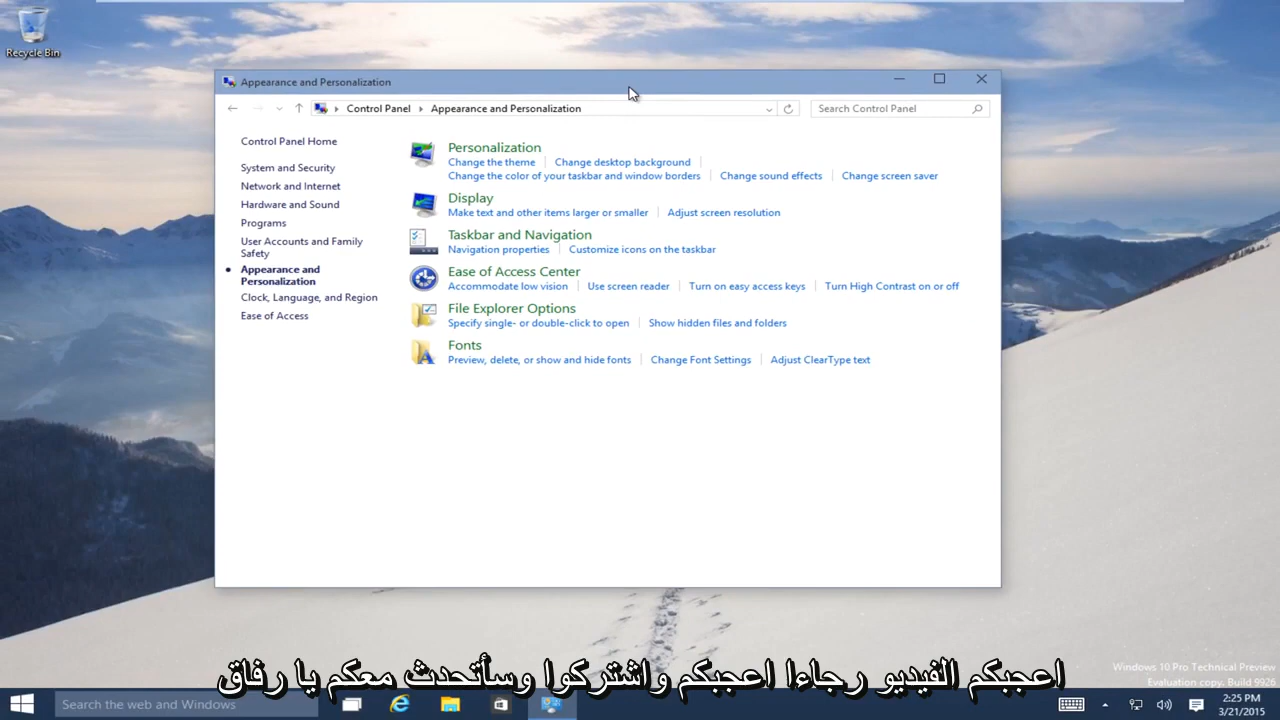 Recycle Bin
Appearance and Personalization
Control Panel Appearance and Personalization
Search Control Panel
Control Panel Home
System and Security
Network and Internet
Hardware and Sound
Programs
User Accounts and Family
Safety
Appearance and
Personalization
Clock, Language, and Region
Ease of Access
Personalization
Change the theme Change desktop background
Change the color of your taskbar and window borders Change sound effects Change screen saver
Display
Make text and other items larger or smaller Adjust screen resolution
Taskbar and Navigation
Navigation properties Customize icons on the taskbar
Ease of Access Center
Accommodate low vision Use screen reader Turn on easy access keys Turn High Contrast on or off
File Explorer Options
Specify single- or double-click to open Show hidden files and folders
Fonts
Preview, delete, or show and hide fonts Change Font Settings Adjust ClearType text
اعجبكم الفيديو رجاءا اعجبكم واشتركوا وسأتحدث معكم يا رفاق
Windows 10 Pro Technical Preview
Evaluation copy. Build 9926
Search the web and Windows
2:25 PM
3/21/2015